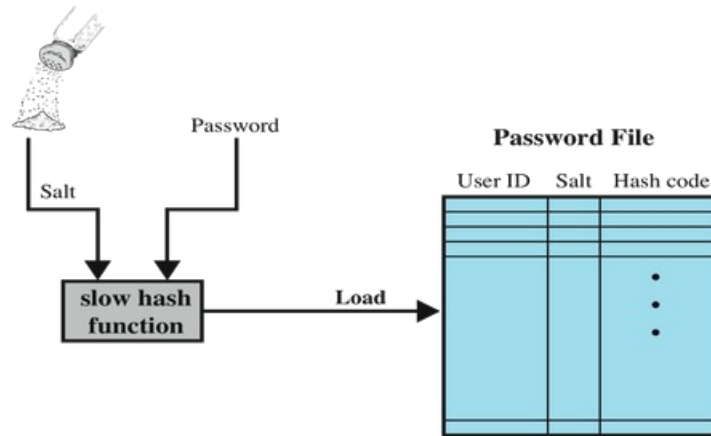 Password
Salt
slow hash
function
Load
Password File
User ID Salt Hash code